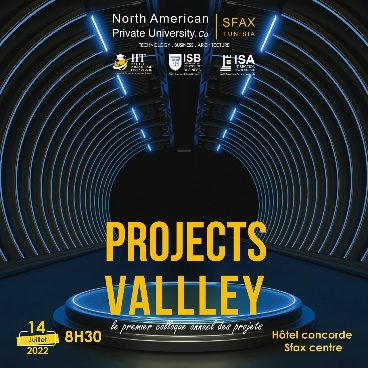 North American
Private University.Co
SFAX
TUNISIA
TECHNOLOGY . BUSINESS . ARCHITECTURE
IIT
ISB
ISA
PROJECTS
VALLLEY
le premier colloque annuel des projets
14
Juillet
2022
8H30
Hôtel concorde
Sfax centre